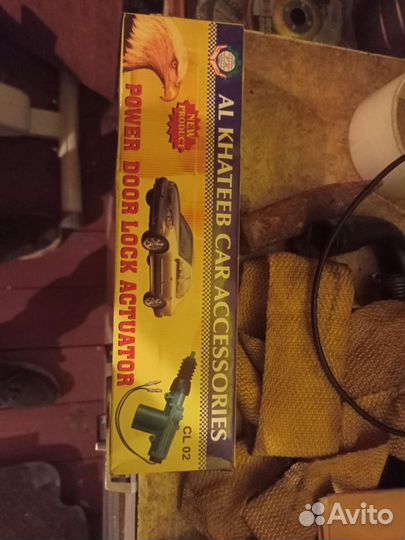 AL KHATEEB CAR ACCESSORIES
NEW
PRODUCT
POWER DOOR LOCK ACTUATOR
CL 02
Avito